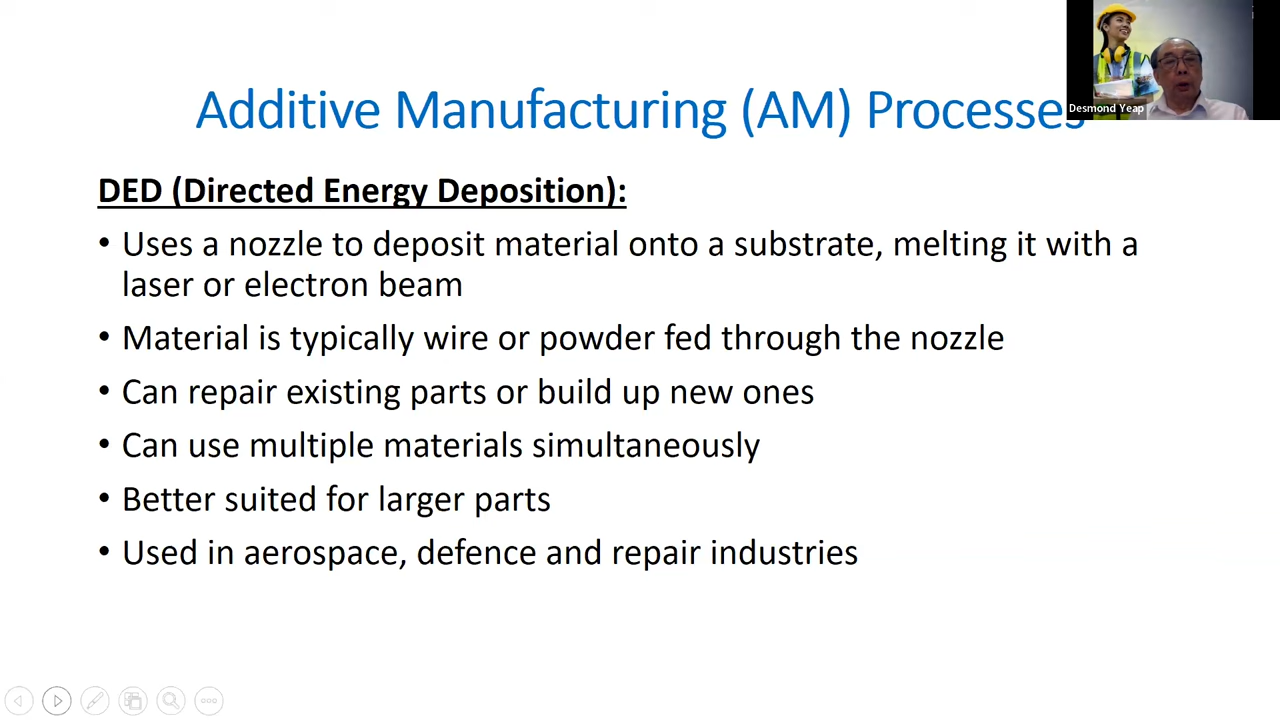 Additive Manufacturing (AM) Processes
Desmond Yeap
DED (Directed Energy Deposition):
• Uses a nozzle to deposit material onto a substrate, melting it with a
laser or electron beam
• Material is typically wire or powder fed through the nozzle
• Can repair existing parts or build up new ones
• Can use multiple materials simultaneously
• Better suited for larger parts
• Used in aerospace, defence and repair industries